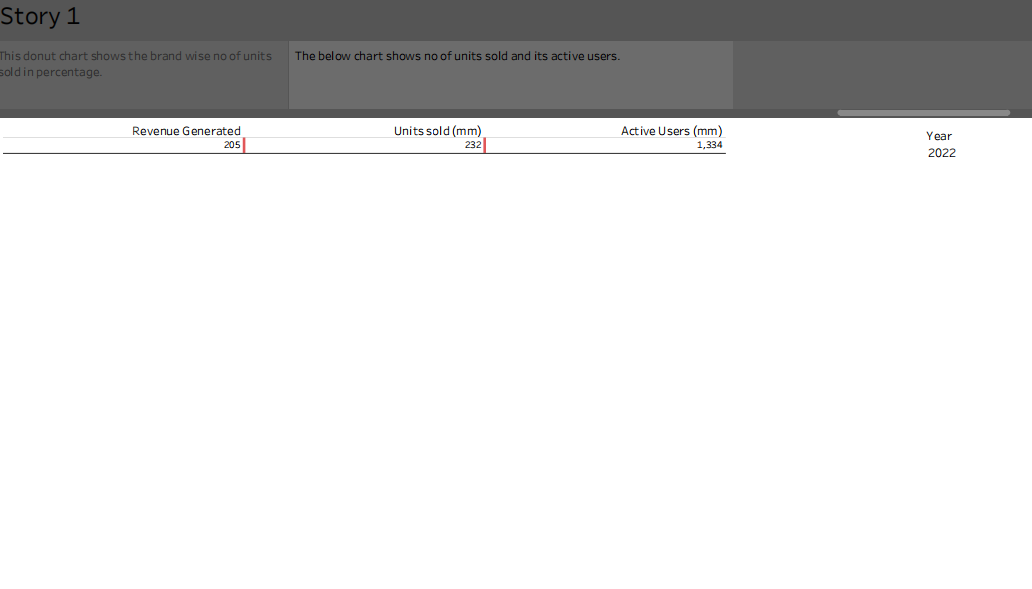 Story 1
This donut chart shows the brand wise no of units
sold in percentage.
The below chart shows no of units sold and its active users.
Revenue Generated Units sold (mm) Active Users (mm)
205 232 1,334
Year
2022